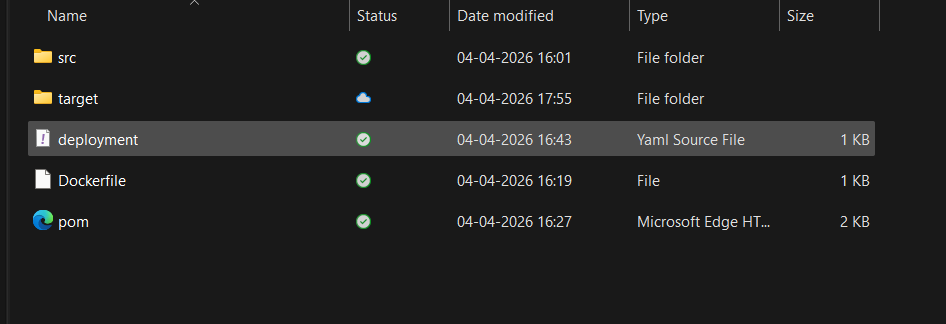 Name Status Date modified Type Size
src 04-04-2026 16:01 File folder
target 04-04-2026 17:55 File folder
deployment 04-04-2026 16:43 Yaml Source File 1 KB
Dockerfile 04-04-2026 16:19 File 1 KB
pom 04-04-2026 16:27 Microsoft Edge HT... 2 KB